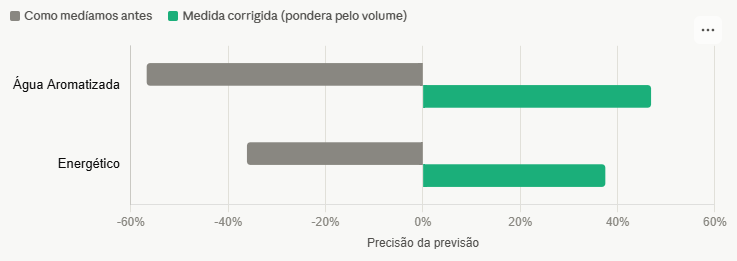 Como medíamos antes Medida corrigida (pondera pelo volume)
Água Aromatizada
Energético
-60% -40% -20% 0% 20% 40% 60%
Precisão da previsão